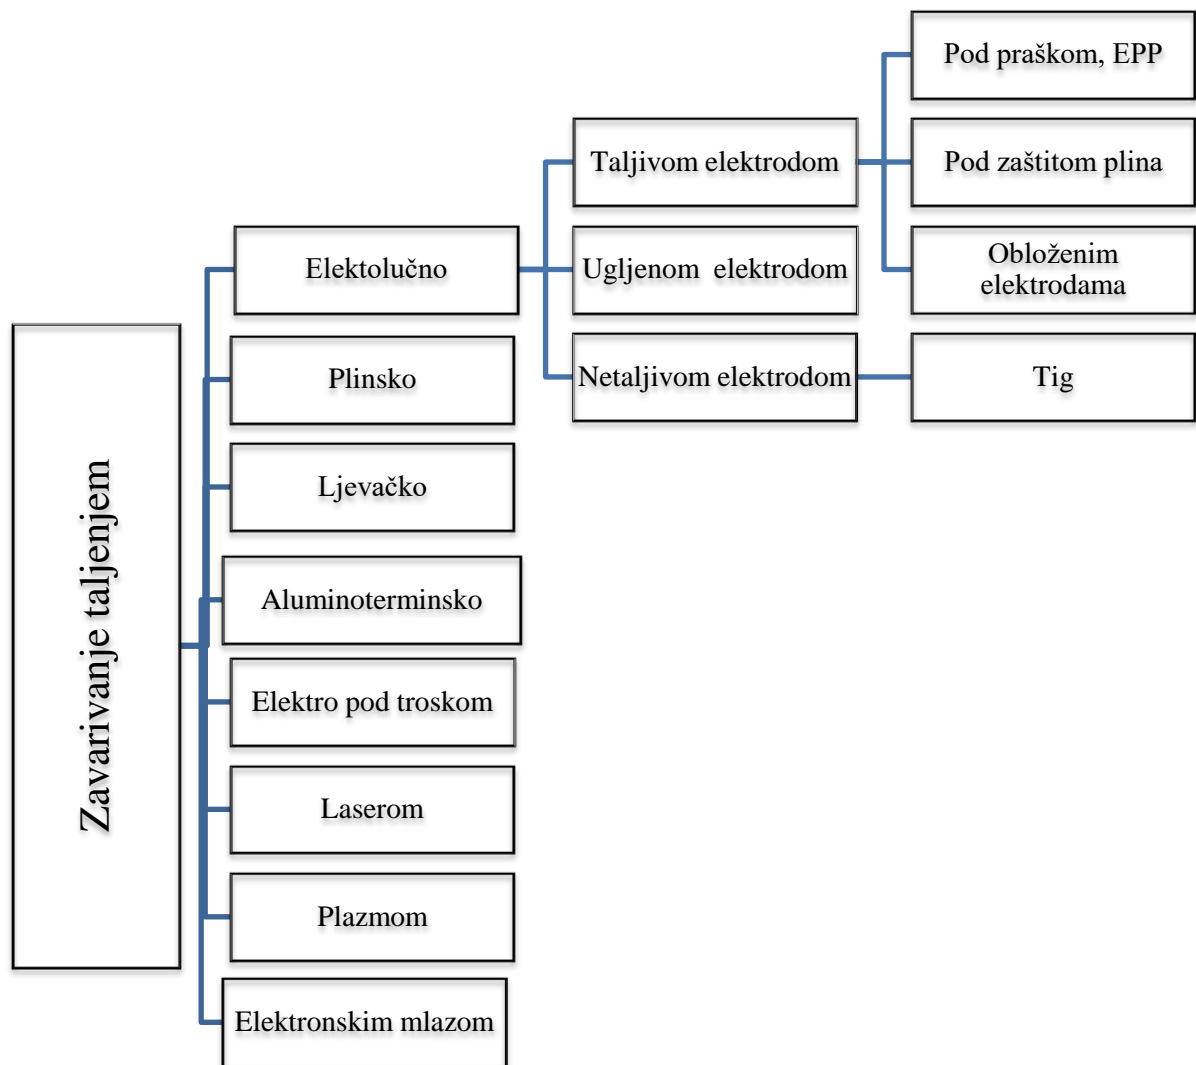 Zavarivanje taljenjem
Elektolučno
Plinsko
Ljevačko
Aluminoterminsko
Elektro pod troskom
Laserom
Plazmom
Elektronskim mlazom
Taljivom elektrodom
Ugljenom elektrodom
Netaljivom elektrodom
Pod praškom, EPP
Pod zaštitom plina
Obloženim
elektrodama
Tig